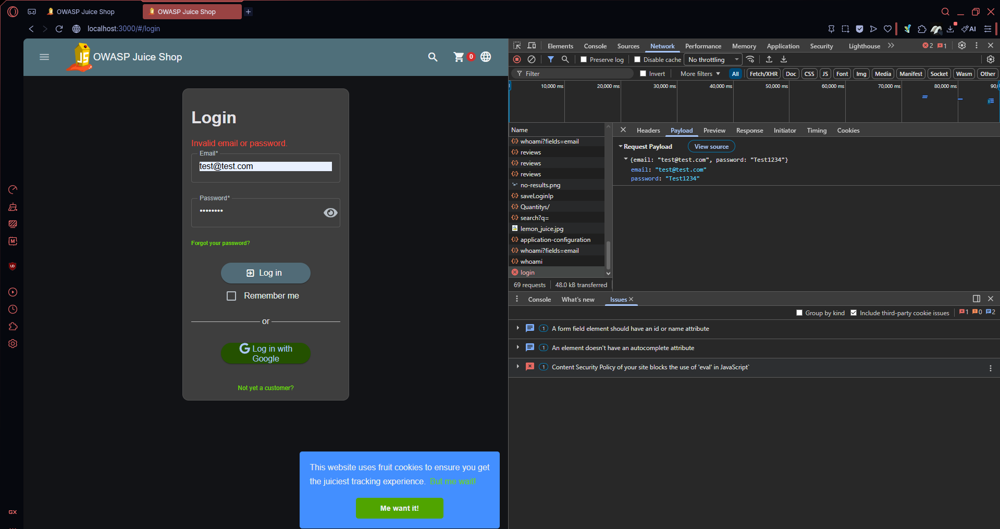 OWASP Juice Shop
OWASP Juice Shop
localhost:3000/#/login
AI
OWASP Juice Shop
0
Login
Invalid email or password.
Email*
test@test.com
Password*
••••••••
Forgot your password?
Log in
Remember me
or
Log in with
Google
Not yet a customer?
This website uses fruit cookies to ensure you get
the juiciest tracking experience. But me wait!
Me want it!
GX
Elements Console Sources Network Performance Memory Application Security Lighthouse 2 1
Preserve log Disable cache No throttling
Filter Invert More filters All Fetch/XHR Doc CSS JS Font Img Media Manifest Socket Wasm Other
10,000 ms 20,000 ms 30,000 ms 40,000 ms 50,000 ms 60,000 ms 70,000 ms 80,000 ms 90,
Name
whoami?fields=email
reviews
reviews
reviews
no-results.png
saveLoginIp
Quantitys/
search?q=
lemon_juice.jpg
application-configuration
whoami?fields=email
whoami
login
69 requests 48.0 kB transferred
Headers Payload Preview Response Initiator Timing Cookies
Request Payload View source
{email: "test@test.com", password: "Test1234"}
email: "test@test.com"
password: "Test1234"
Console What's new Issues
Group by kind Include third-party cookie issues 1 0 2
1 A form field element should have an id or name attribute
1 An element doesn't have an autocomplete attribute
1 Content Security Policy of your site blocks the use of 'eval' in JavaScript`